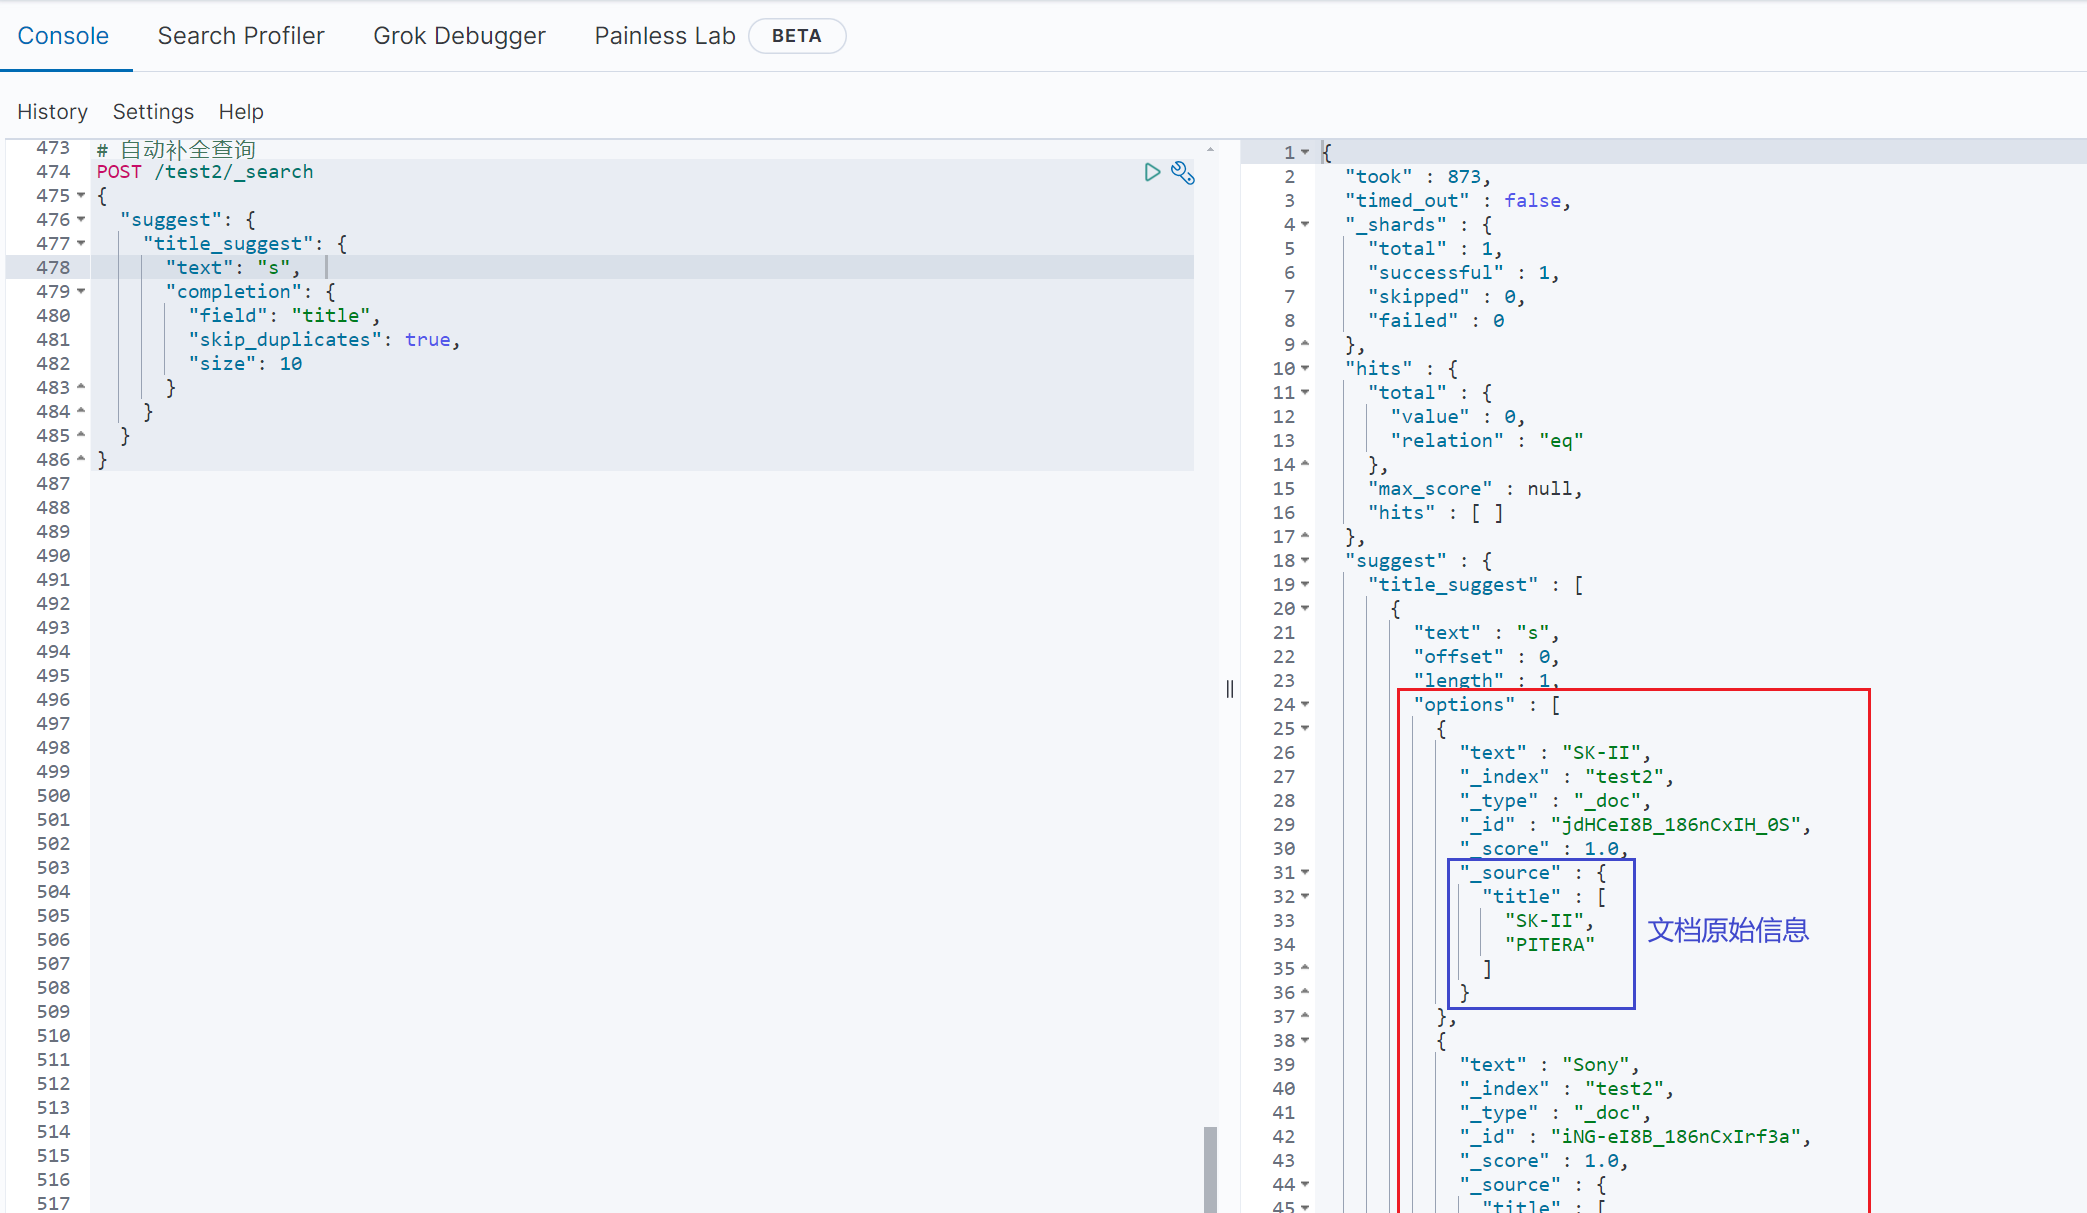 Console Search Profiler Grok Debugger Painless Lab BETA
History Settings Help
473 # 自动补全查询
474 POST /test2/_search
475 {
476 "suggest": {
477 "title_suggest": {
478 "text": "s",
479 "completion": {
480 "field": "title",
481 "skip_duplicates": true,
482 "size": 10
483 }
484 }
485 }
486 }
487
488
489
490
491
492
493
494
495
496
497
498
499
500
501
502
503
504
505
506
507
508
509
510
511
512
513
514
515
516
517
1 {
2 "took" : 873,
3 "timed_out" : false,
4 "_shards" : {
5 "total" : 1,
6 "successful" : 1,
7 "skipped" : 0,
8 "failed" : 0
9 },
10 "hits" : {
11 "total" : {
12 "value" : 0,
13 "relation" : "eq"
14 },
15 "max_score" : null,
16 "hits" : [ ]
17 },
18 "suggest" : {
19 "title_suggest" : [
20 {
21 "text" : "s",
22 "offset" : 0,
23 "length" : 1,
24 "options" : [
25 {
26 "text" : "SK-II",
27 "_index" : "test2",
28 "_type" : "_doc",
29 "_id" : "jdHCeI8B_186nCxIH_0S",
30 "_score" : 1.0,
31 "_source" : {
32 "title" : [
33 "SK-II",
34 "PITERA"
文档原始信息
35 ]
36 }
37 },
38 {
39 "text" : "Sony",
40 "_index" : "test2",
41 "_type" : "_doc",
42 "_id" : "iNG-eI8B_186nCxIrf3a",
43 "_score" : 1.0,
44 "_source" : {
45 "title" : [